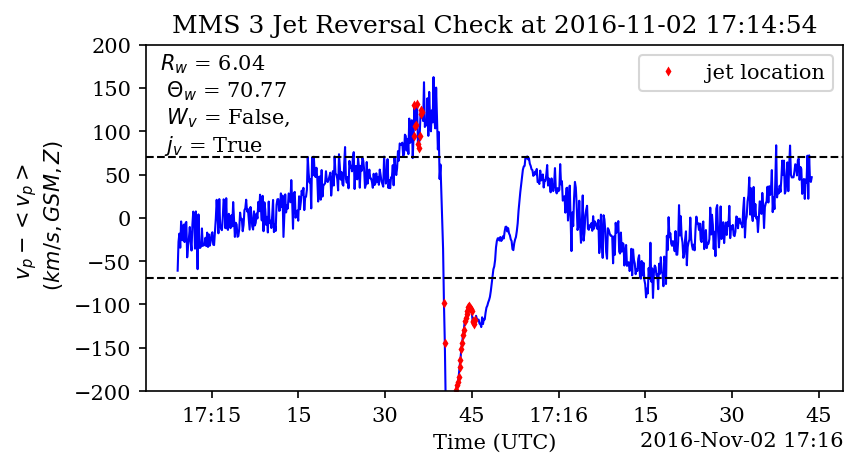 MMS 3 Jet Reversal Check at 2016-11-02 17:14:54
R_w = 6.04
Θ_w = 70.77
W_v = False,
j_v = True
jet location
v_p − < v_p >
(km/s, GSM, Z)
200
150
100
50
0
−50
−100
−150
−200
17:15 15 30 45 17:16 15 30 45
Time (UTC)
2016-Nov-02 17:16